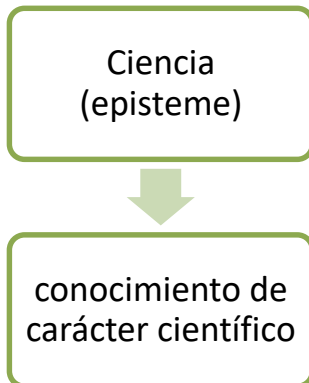 Ciencia
(episteme)
conocimiento de
carácter científico